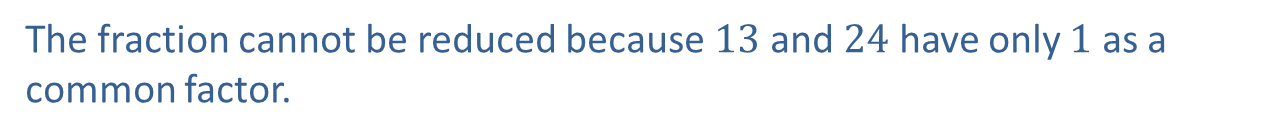 The fraction cannot be reduced because 13 and 24 have only 1 as a
common factor.